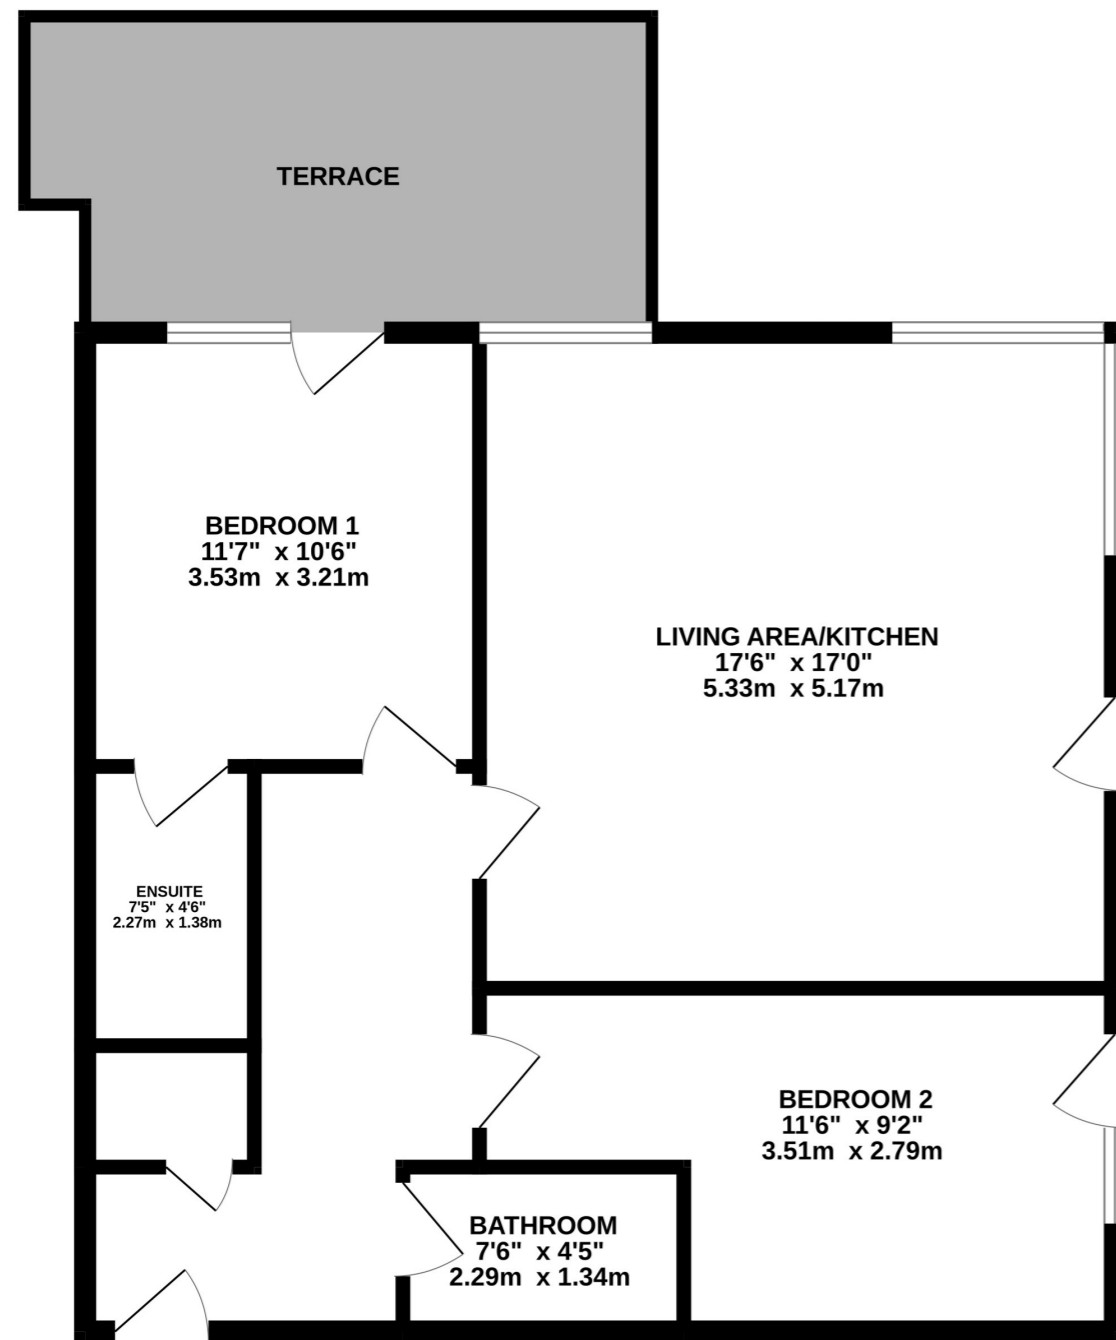 TERRACE
BEDROOM 1
11'7" x 10'6"
3.53m x 3.21m
LIVING AREA/KITCHEN
17'6" x 17'0"
5.33m x 5.17m
ENSUITE
7'5" x 4'6"
2.27m x 1.38m
BEDROOM 2
11'6" x 9'2"
3.51m x 2.79m
BATHROOM
7'6" x 4'5"
2.29m x 1.34m